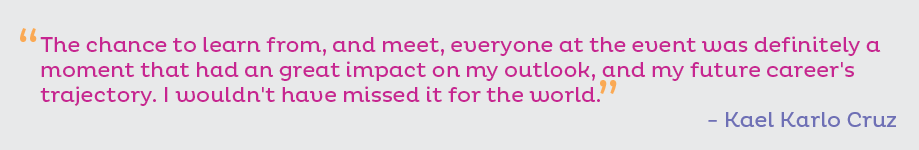 “The chance to learn from, and meet, everyone at the event was definitely a
moment that had an great impact on my outlook, and my future career's
trajectory. I wouldn't have missed it for the world.”
- Kael Karlo Cruz